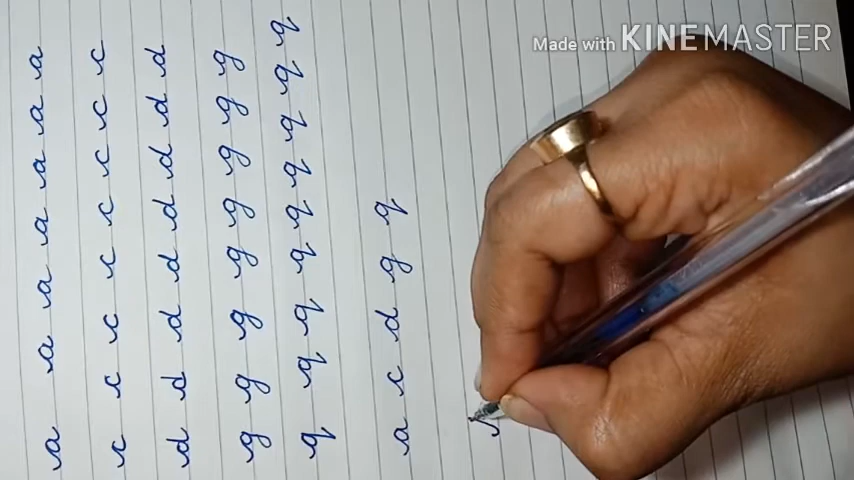 a a a a a a a
c c c c c c c c
d d d d d d d d
g g g g g g g g
q q q q q q q q q
a c d g q
Made with KINEMASTER